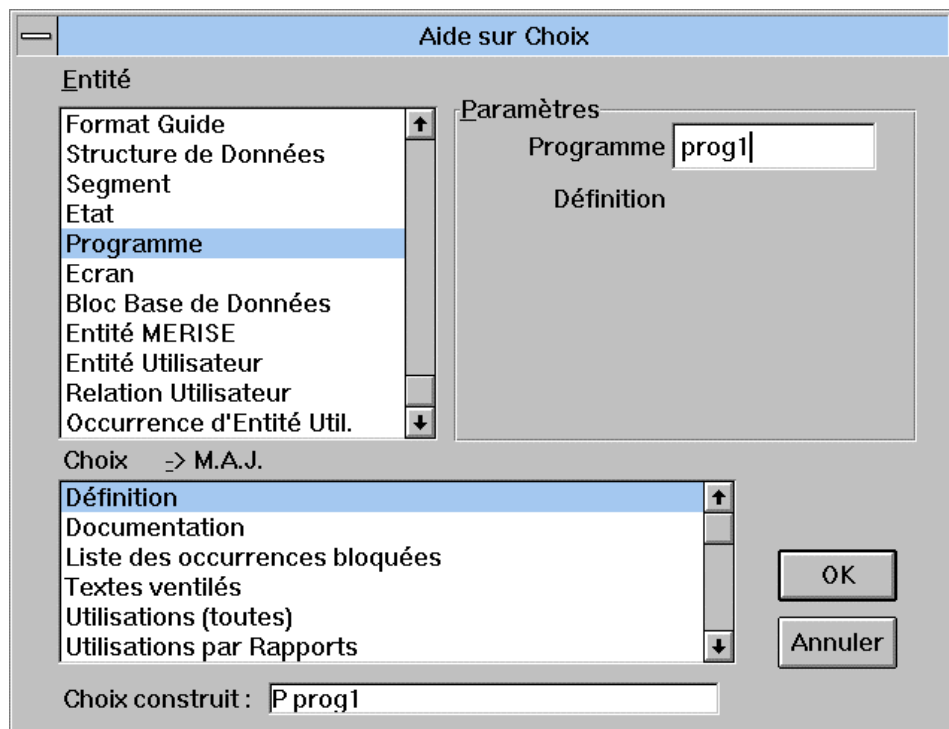 Aide sur Choix
Entité
Format Guide
Structure de Données
Segment
Etat
Programme
Ecran
Bloc Base de Données
Entité MERISE
Entité Utilisateur
Relation Utilisateur
Occurrence d'Entité Util.
Paramètres
Programme prog1
Définition
Choix -> M.A.J.
Définition
Documentation
Liste des occurrences bloquées
Textes ventilés
Utilisations (toutes)
Utilisations par Rapports
OK
Annuler
Choix construit : P prog1